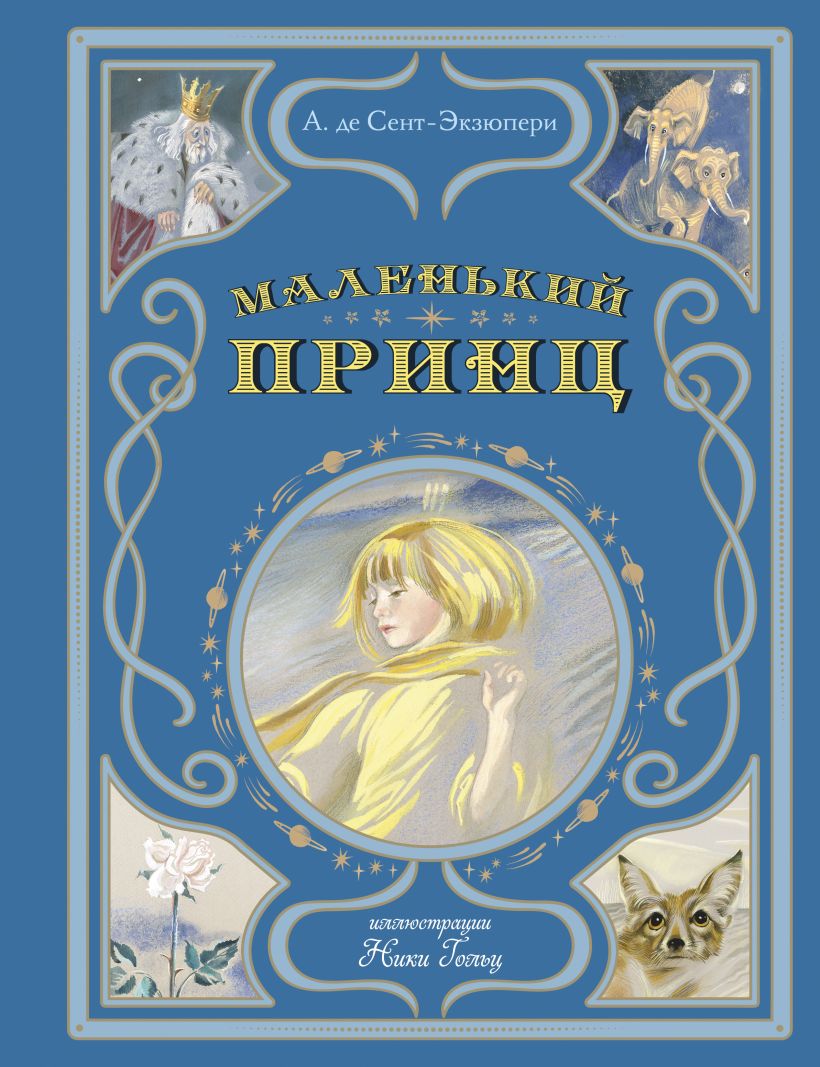 А. де Сент-Экзюпери
МАЛЕНЬКИЙ
ПРИНЦ
иллюстрации
Ники Гольц